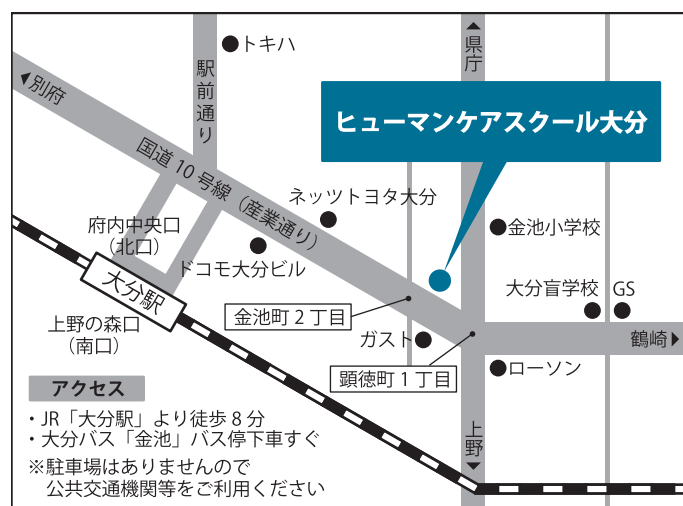 トキハ
県庁
駅前通り
別府
ヒューマンケアスクール大分
国道10号線（産業通り）
ネッツトヨタ大分
府内中央口
（北口）
金池小学校
ドコモ大分ビル
大分駅
大分盲学校
GS
金池町2丁目
上野の森口
（南口）
ガスト
鶴崎
顕徳町1丁目
ローソン
アクセス
・JR「大分駅」より徒歩8分
・大分バス「金池」バス停下車すぐ
上野
※駐車場はありませんので
公共交通機関等をご利用ください